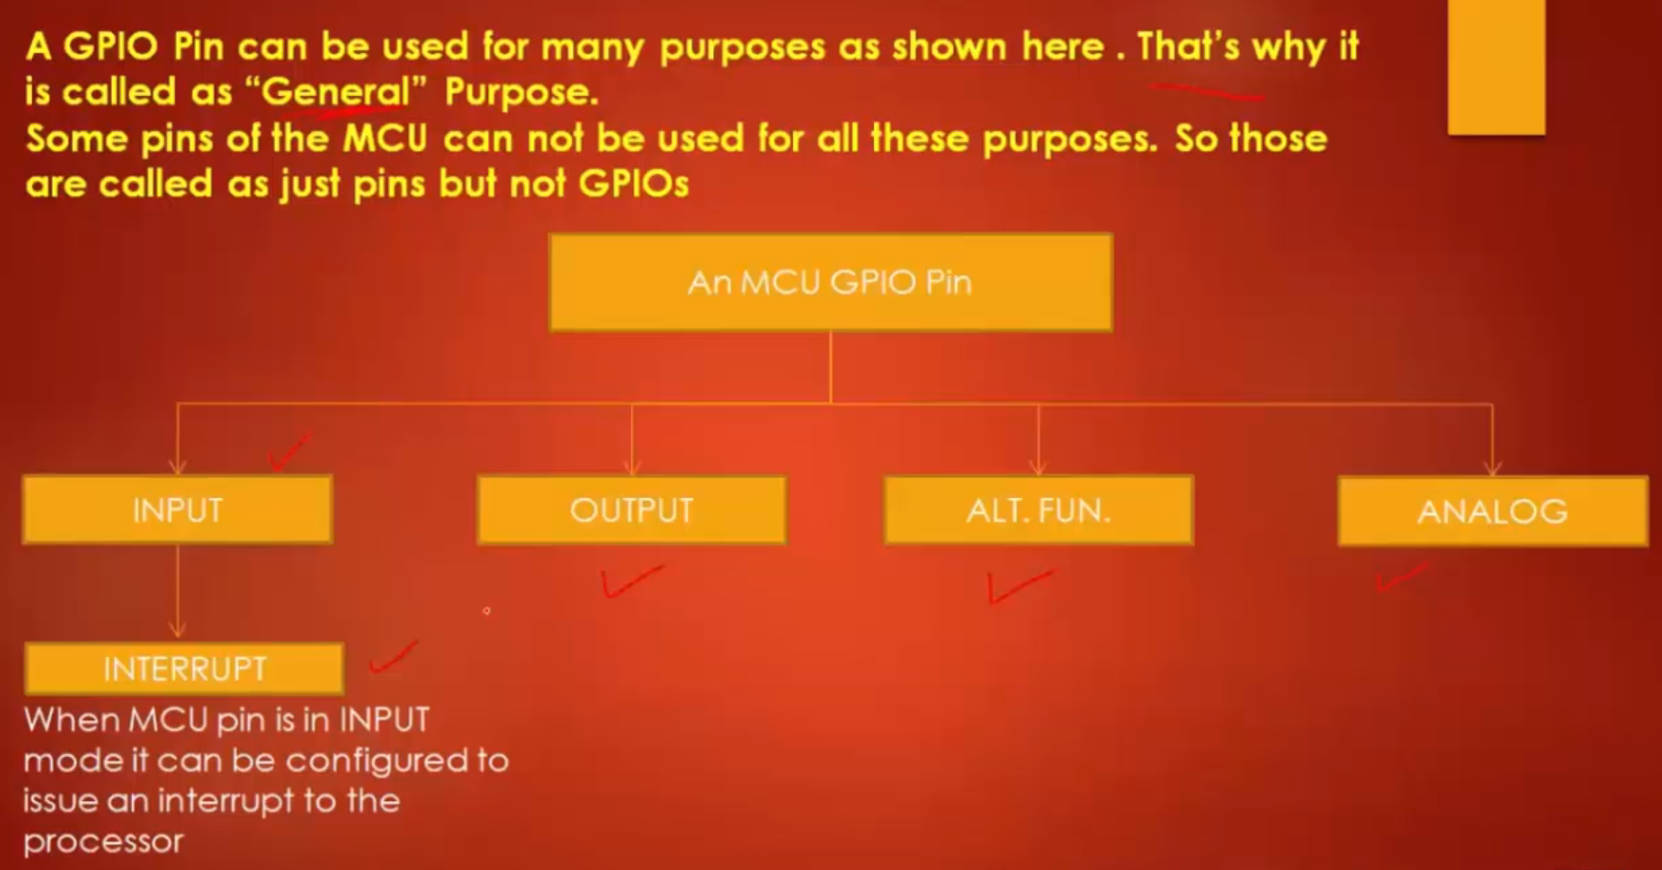 A GPIO Pin can be used for many purposes as shown here . That's why it
is called as “General” Purpose.
Some pins of the MCU can not be used for all these purposes. So those
are called as just pins but not GPIOs
An MCU GPIO Pin
INPUT
OUTPUT
ALT. FUN.
ANALOG
INTERRUPT
When MCU pin is in INPUT
mode it can be configured to
issue an interrupt to the
processor